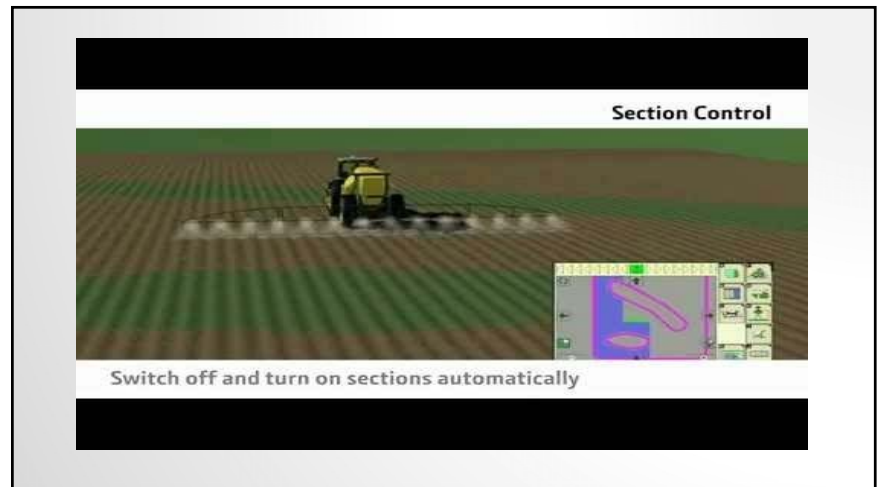 Section Control
Switch off and turn on sections automatically